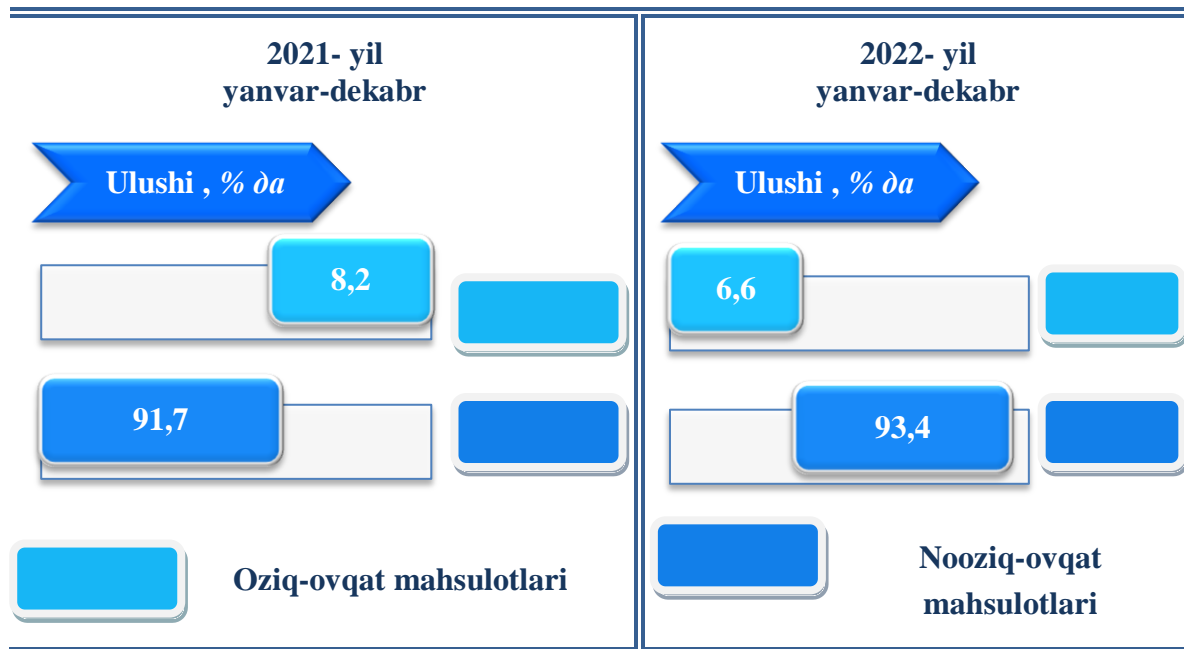 2021- yil
yanvar-dekabr
Ulushi , % да
8,2
91,7
Oziq-ovqat mahsulotlari
2022- yil
yanvar-dekabr
Ulushi , % да
6,6
93,4
Nooziq-ovqat
mahsulotlari